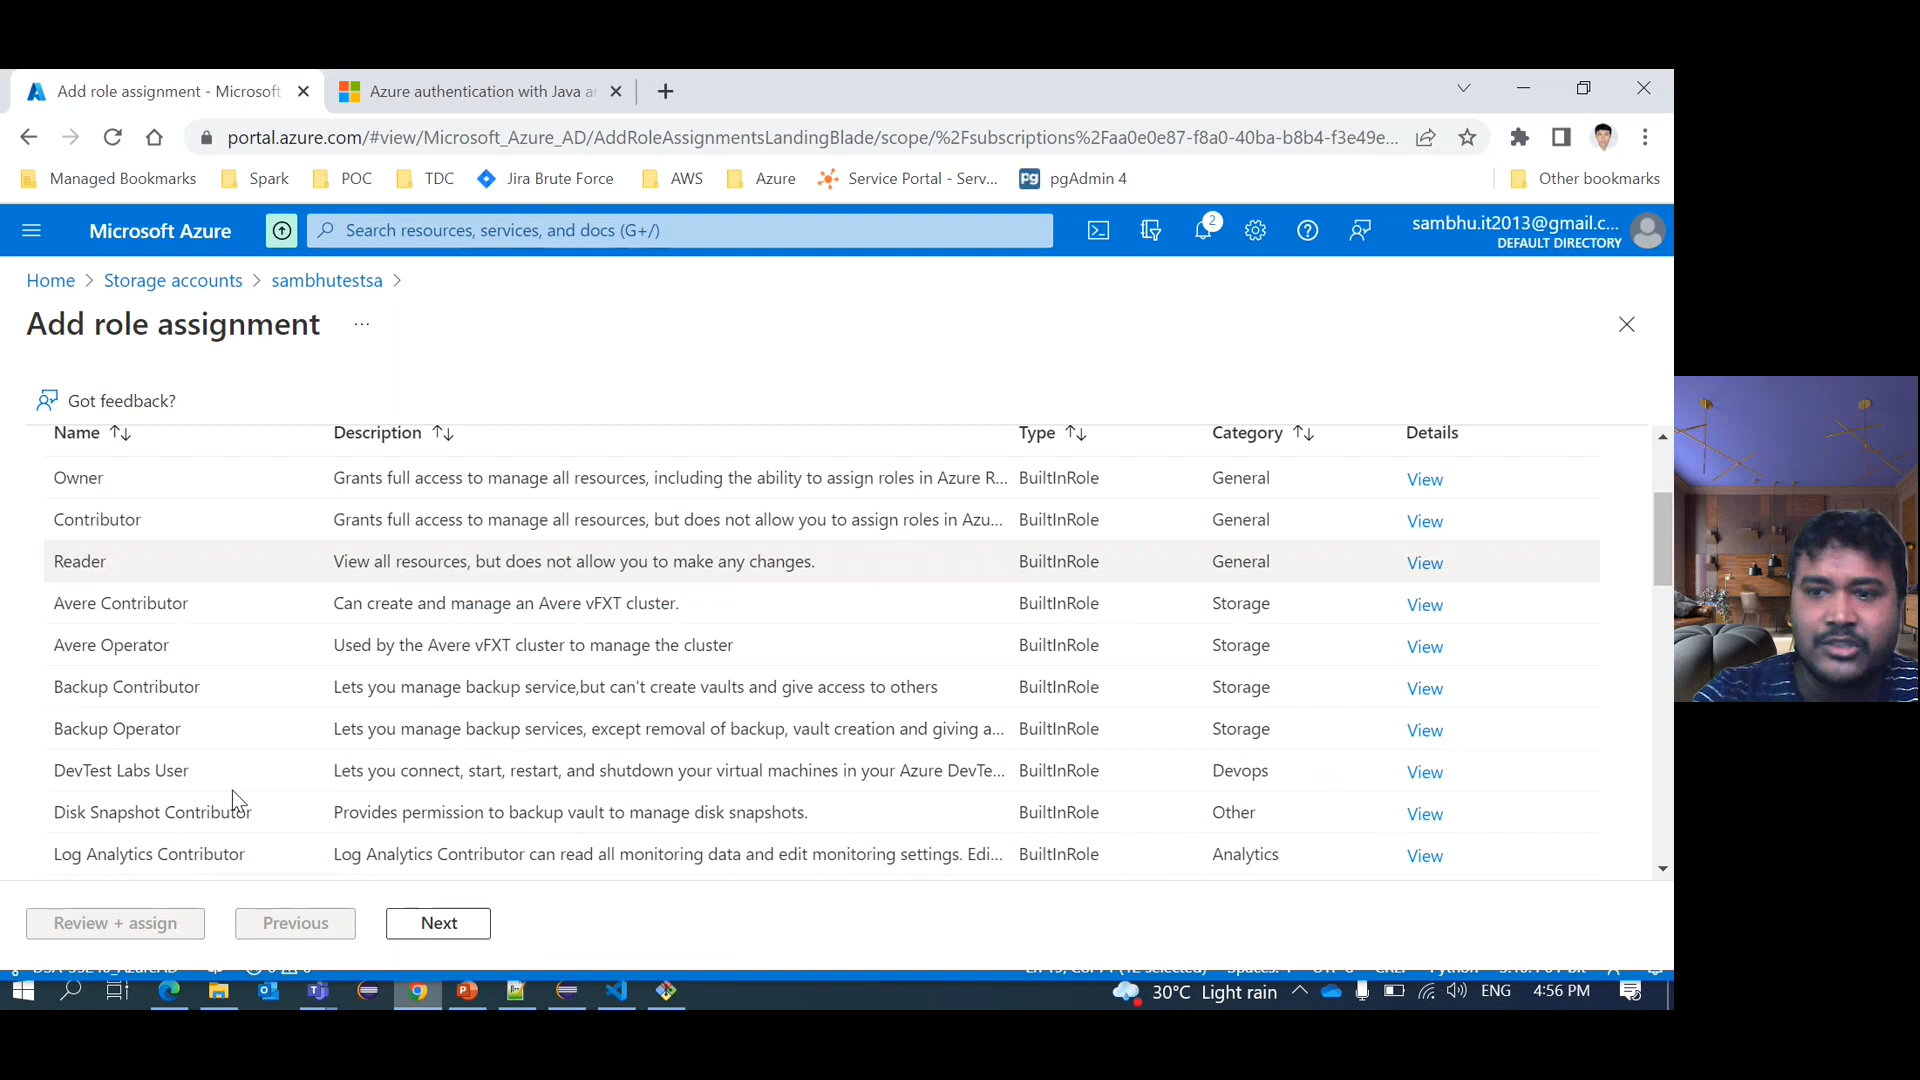 Add role assignment - Microsoft
Azure authentication with Java a
portal.azure.com/#view/Microsoft_Azure_AD/AddRoleAssignmentsLandingBlade/scope/%2Fsubscriptions%2Faa0e0e87-f8a0-40ba-b8b4-f3e49e...
Managed Bookmarks Spark POC TDC Jira Brute Force AWS Azure Service Portal - Serv... pgAdmin 4 Other bookmarks
Microsoft Azure Search resources, services, and docs (G+/) 2 sambhu.it2013@gmail.c...
DEFAULT DIRECTORY
Home > Storage accounts > sambhutestsa >
Add role assignment ...
Got feedback?
Name Description Type Category Details
Owner Grants full access to manage all resources, including the ability to assign roles in Azure R... BuiltInRole General View
Contributor Grants full access to manage all resources, but does not allow you to assign roles in Azu... BuiltInRole General View
Reader View all resources, but does not allow you to make any changes. BuiltInRole General View
Avere Contributor Can create and manage an Avere vFXT cluster. BuiltInRole Storage View
Avere Operator Used by the Avere vFXT cluster to manage the cluster BuiltInRole Storage View
Backup Contributor Lets you manage backup service,but can't create vaults and give access to others BuiltInRole Storage View
Backup Operator Lets you manage backup services, except removal of backup, vault creation and giving a... BuiltInRole Storage View
DevTest Labs User Lets you connect, start, restart, and shutdown your virtual machines in your Azure DevTe... BuiltInRole Devops View
Disk Snapshot Contributor Provides permission to backup vault to manage disk snapshots. BuiltInRole Other View
Log Analytics Contributor Log Analytics Contributor can read all monitoring data and edit monitoring settings. Edi... BuiltInRole Analytics View
Review + assign Previous Next
30°C Light rain ENG 4:56 PM